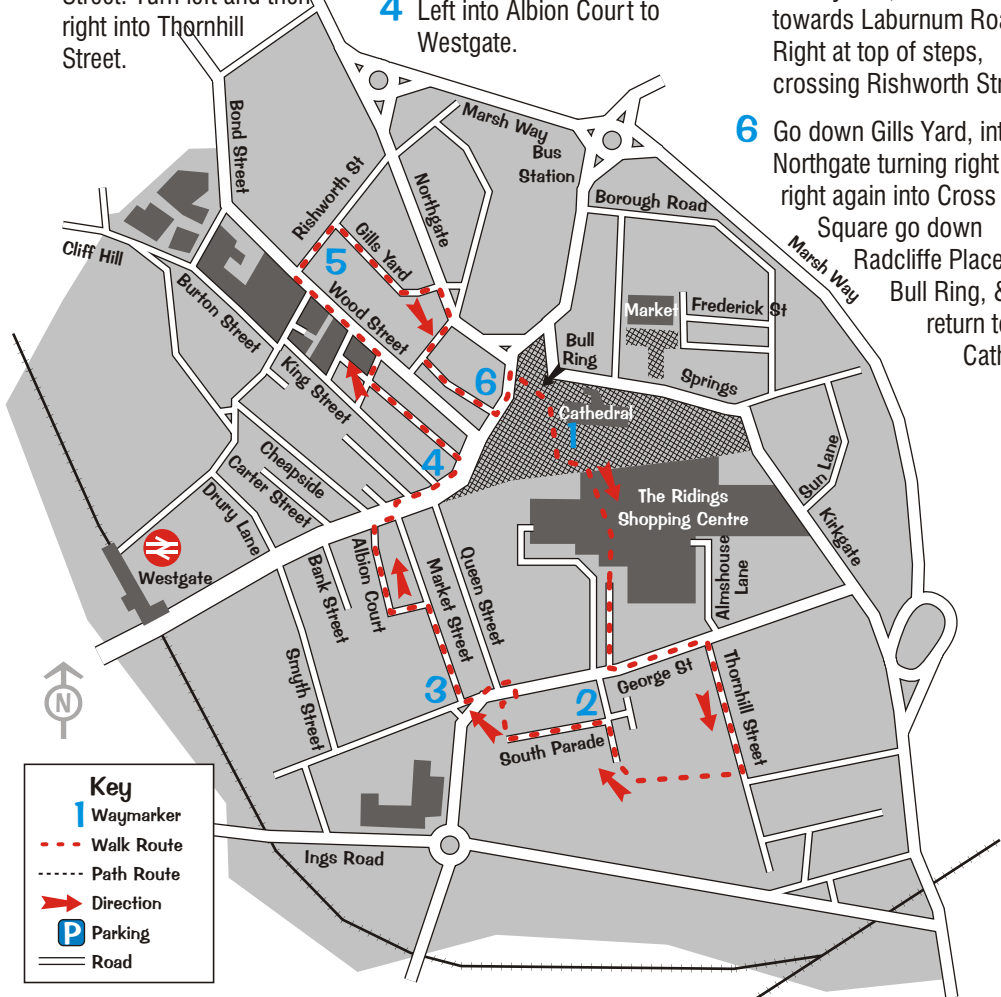 Street. Turn left and then
right into Thornhill
Street.
4 Left into Albion Court to
Westgate.
towards Laburnum Roa
Right at top of steps,
crossing Rishworth Str
6 Go down Gills Yard, int
Northgate turning right
right again into Cross
Square go down
Radcliffe Place
Bull Ring, &
return to
Cath
Bond Street
Rishworth St
Gills Yard
Northgate
Marsh Way
Bus
Station
Borough Road
Marsh Way
Cliff Hill
Burton Street
5
Wood Street
King Street
Market
Frederick St
Bull
Ring
Springs
6
Cathedral
1
4
Cheapside
Carter Street
Drury Lane
The Ridings
Shopping Centre
Sun Lane
Kirkgate
Westgate
Bank Street
Albion Court
Market Street
Queen Street
Almshouse
Lane
Smyth Street
N
3
2
George St
Thornhill Street
South Parade
Ings Road
Key
1 Waymarker
Walk Route
Path Route
Direction
P Parking
Road